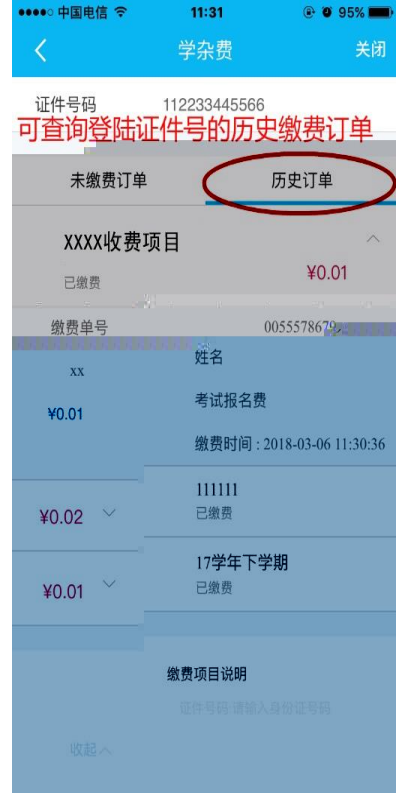 中国电信 11:31 95%
学杂费 关闭
证件号码 112233445566
可查询登陆证件号的历史缴费订单
未缴费订单 历史订单
XXXX收费项目
¥0.01
已缴费
缴费单号 0055578679
姓名
xx
考试报名费
¥0.01
缴费时间 : 2018-03-06 11:30:36
111111
¥0.02
已缴费
17学年下学期
¥0.01
已缴费
缴费项目说明
证件号码:请输入身份证号码
收起